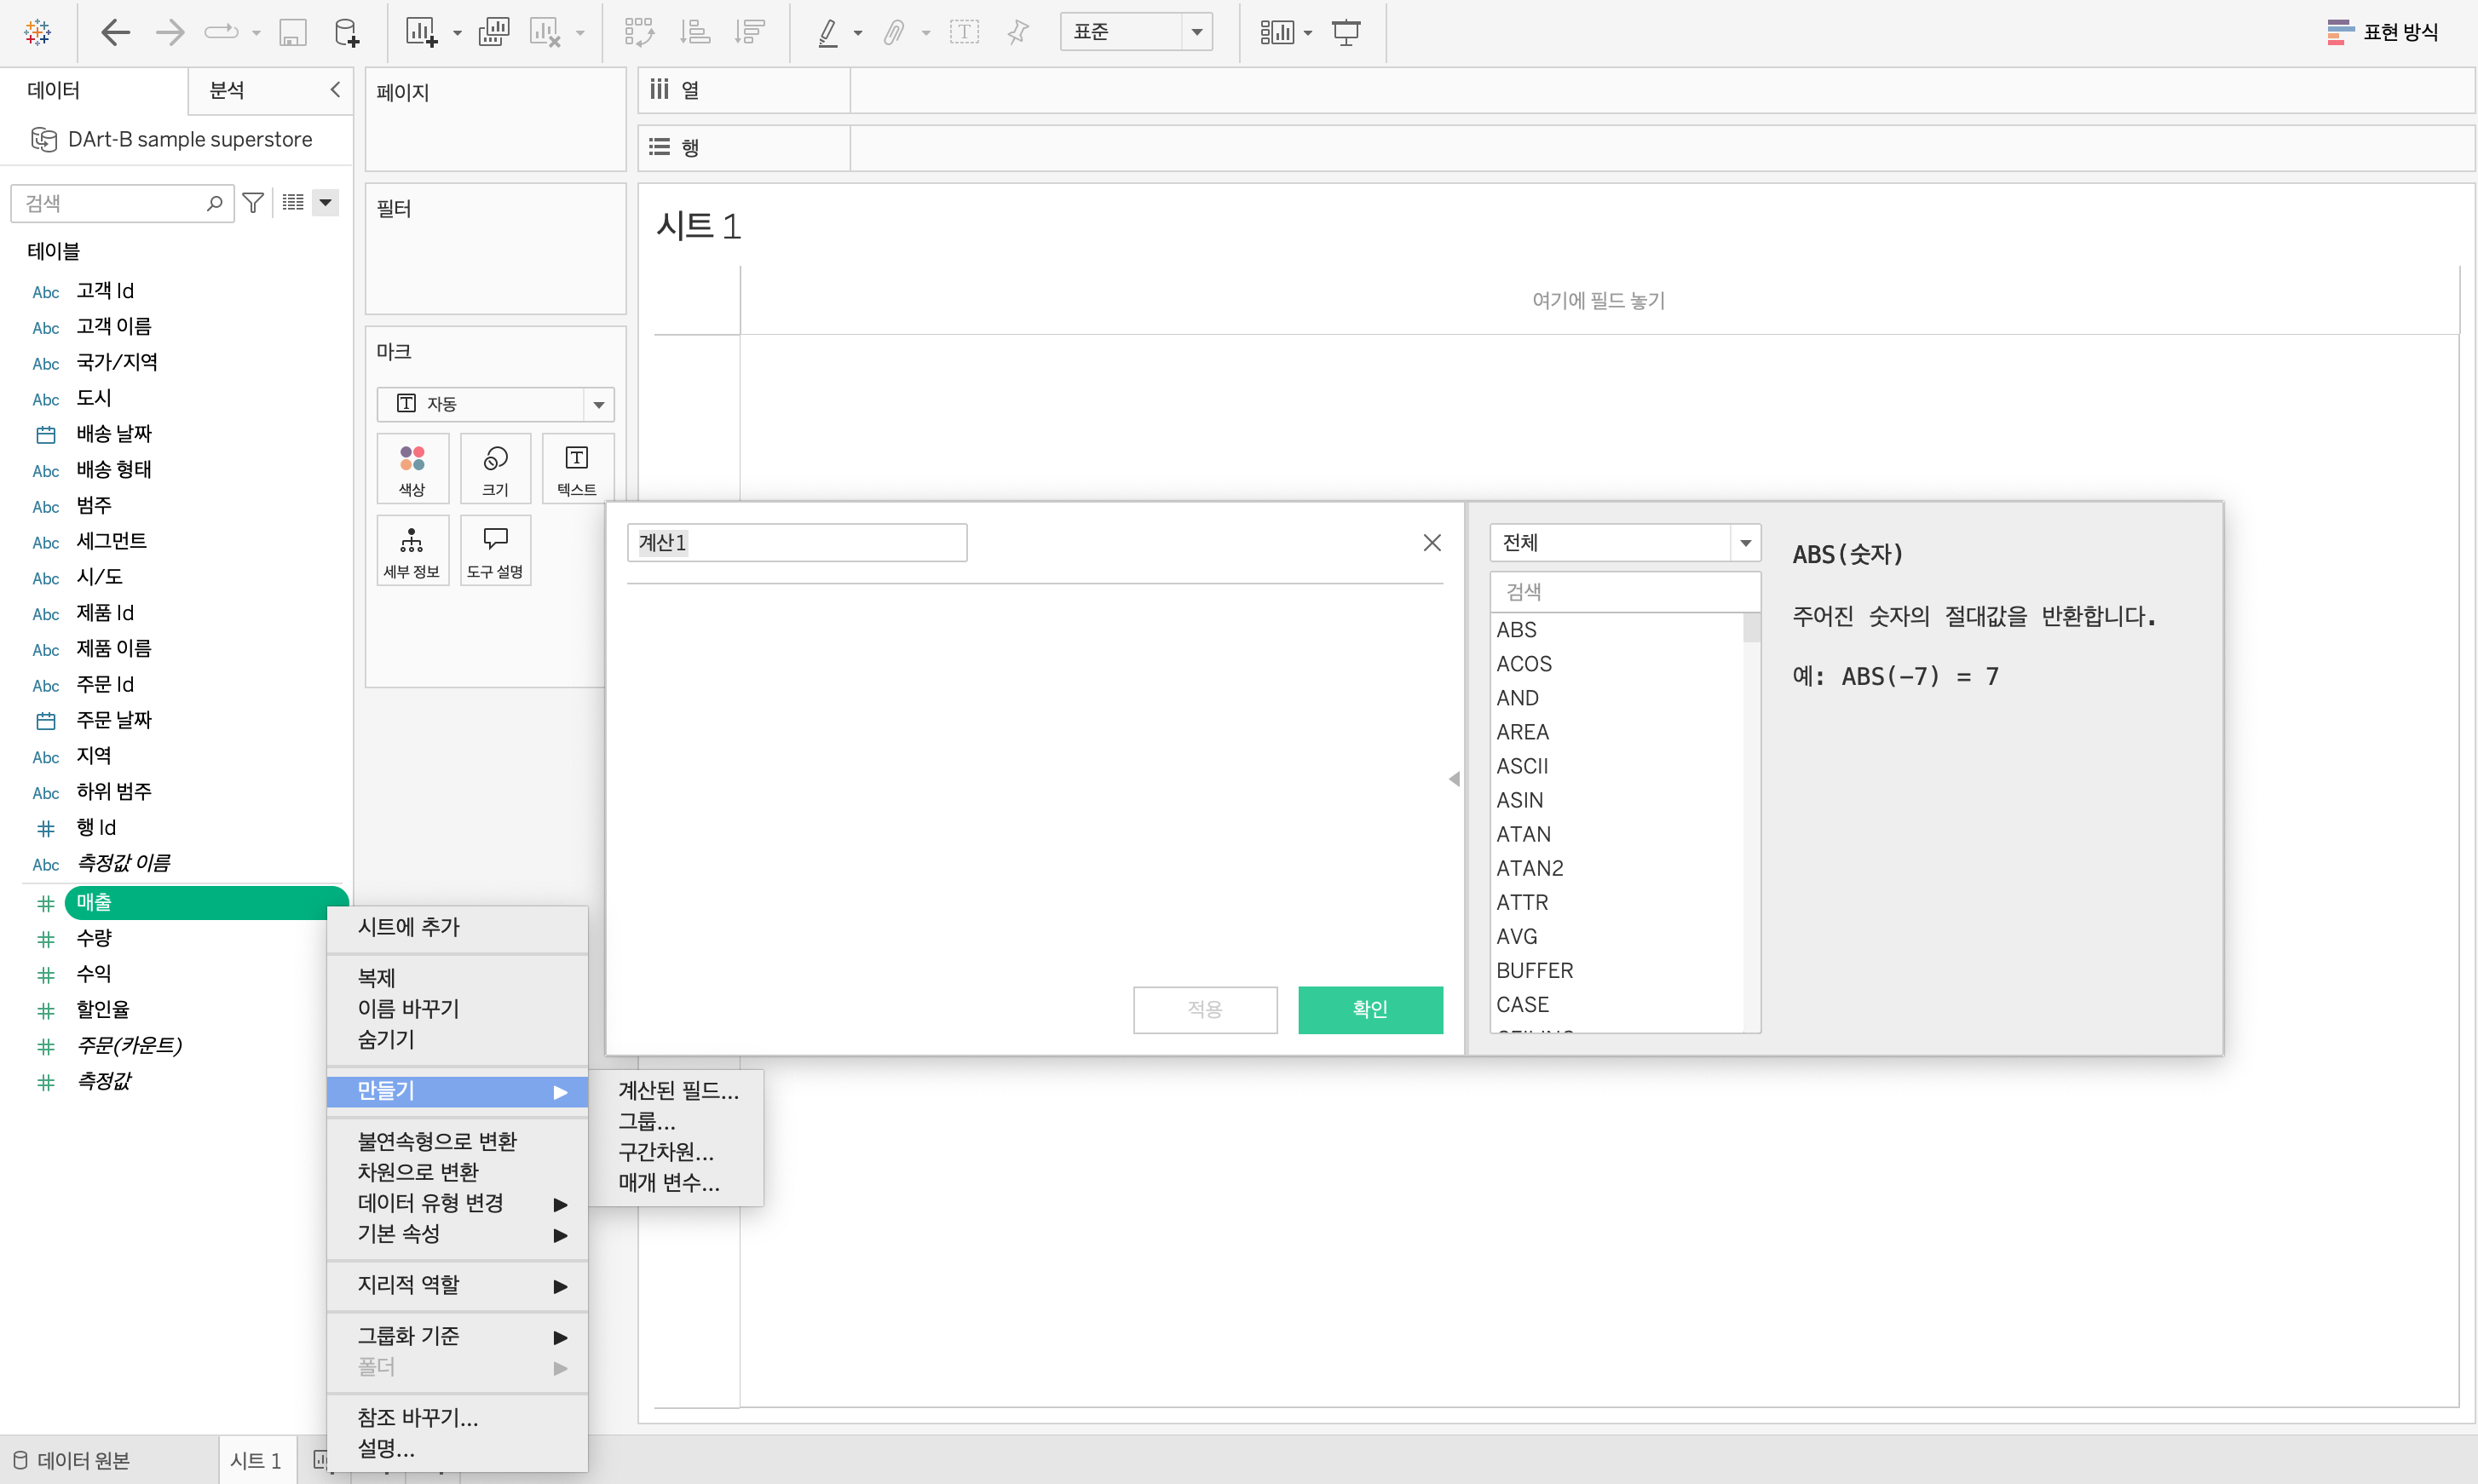 표준
표현 방식
데이터
분석
DArt-B sample superstore
검색
테이블
Abc 고객 Id
Abc 고객 이름
Abc 국가/지역
Abc 도시
배송 날짜
Abc 배송 형태
Abc 범주
Abc 세그먼트
Abc 시/도
Abc 제품 Id
Abc 제품 이름
Abc 주문 Id
주문 날짜
Abc 지역
Abc 하위 범주
# 행 Id
Abc 측정값 이름
# 매출
# 수량
# 수익
# 할인율
# 주문(카운트)
# 측정값
페이지
필터
마크
자동
색상
크기
텍스트
세부 정보
도구 설명
열
행
시트 1
여기에 필드 놓기
계산1
적용
확인
전체
검색
ABS
ACOS
AND
AREA
ASCII
ASIN
ATAN
ATAN2
ATTR
AVG
BUFFER
CASE
ABS(숫자)
주어진 숫자의 절대값을 반환합니다.
예: ABS(-7) = 7
시트에 추가
복제
이름 바꾸기
숨기기
만들기
불연속형으로 변환
차원으로 변환
데이터 유형 변경
기본 속성
지리적 역할
그룹화 기준
폴더
참조 바꾸기...
설명...
계산된 필드...
그룹...
구간차원...
매개 변수...
데이터 원본
시트 1